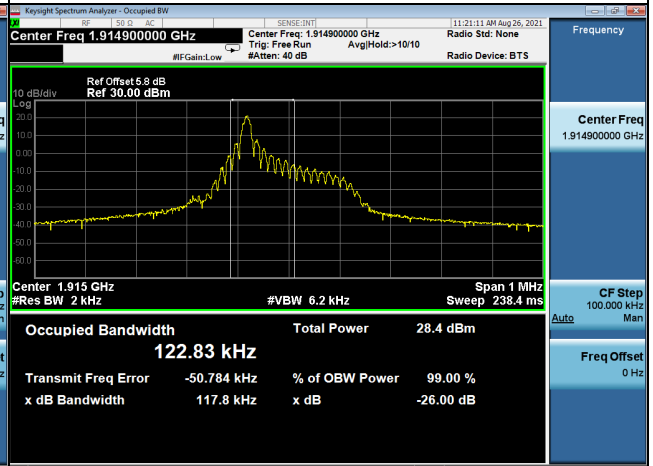 Keysight Spectrum Analyzer - Occupied BW
RF 50 Ω AC SENSE:INT 11:21:11 AM Aug 26, 2021
Center Freq 1.914900000 GHz Center Freq: 1.914900000 GHz Radio Std: None
Trig: Free Run Avg|Hold:>10/10
#IFGain:Low #Atten: 40 dB Radio Device: BTS
Ref Offset 5.8 dB
10 dB/div Ref 30.00 dBm
Log
20.0
10.0
0.00
-10.0
-20.0
-30.0
-40.0
-50.0
-60.0
Center 1.915 GHz Span 1 MHz
#Res BW 2 kHz #VBW 6.2 kHz Sweep 238.4 ms
Occupied Bandwidth Total Power 28.4 dBm
122.83 kHz
Transmit Freq Error -50.784 kHz % of OBW Power 99.00 %
x dB Bandwidth 117.8 kHz x dB -26.00 dB
Frequency
Center Freq
1.914900000 GHz
CF Step
100.000 kHz
Auto Man
Freq Offset
0 Hz